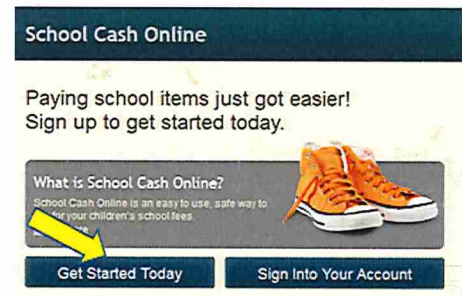 School Cash Online
Paying school items just got easier!
Sign up to get started today.
What is School Cash Online?
School Cash Online is an easy to use, safe way to
for your children's school fees.
Get Started Today
Sign Into Your Account